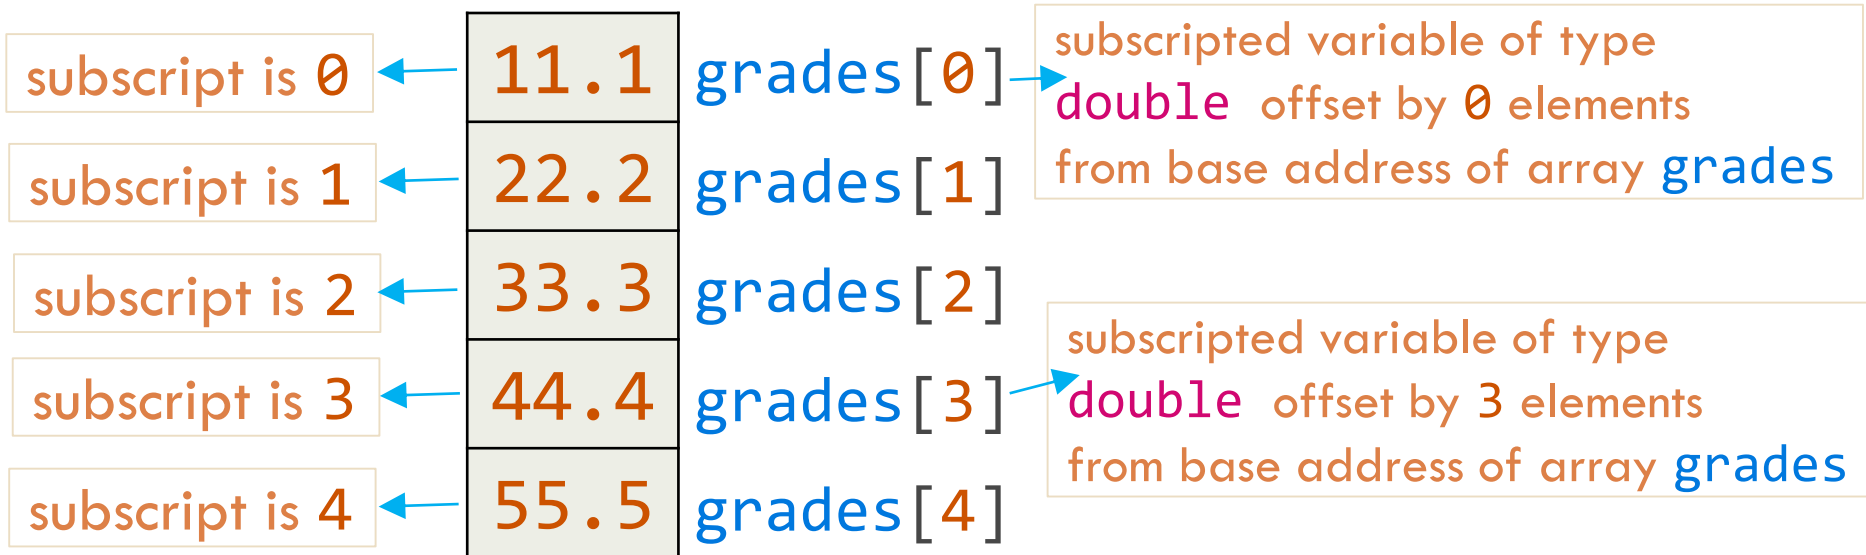 subscript is 0
11.1
grades[0]
subscripted variable of type
double offset by 0 elements
from base address of array grades
subscript is 1
22.2
grades[1]
subscript is 2
33.3
grades[2]
subscript is 3
44.4
grades[3]
subscripted variable of type
double offset by 3 elements
from base address of array grades
subscript is 4
55.5
grades[4]